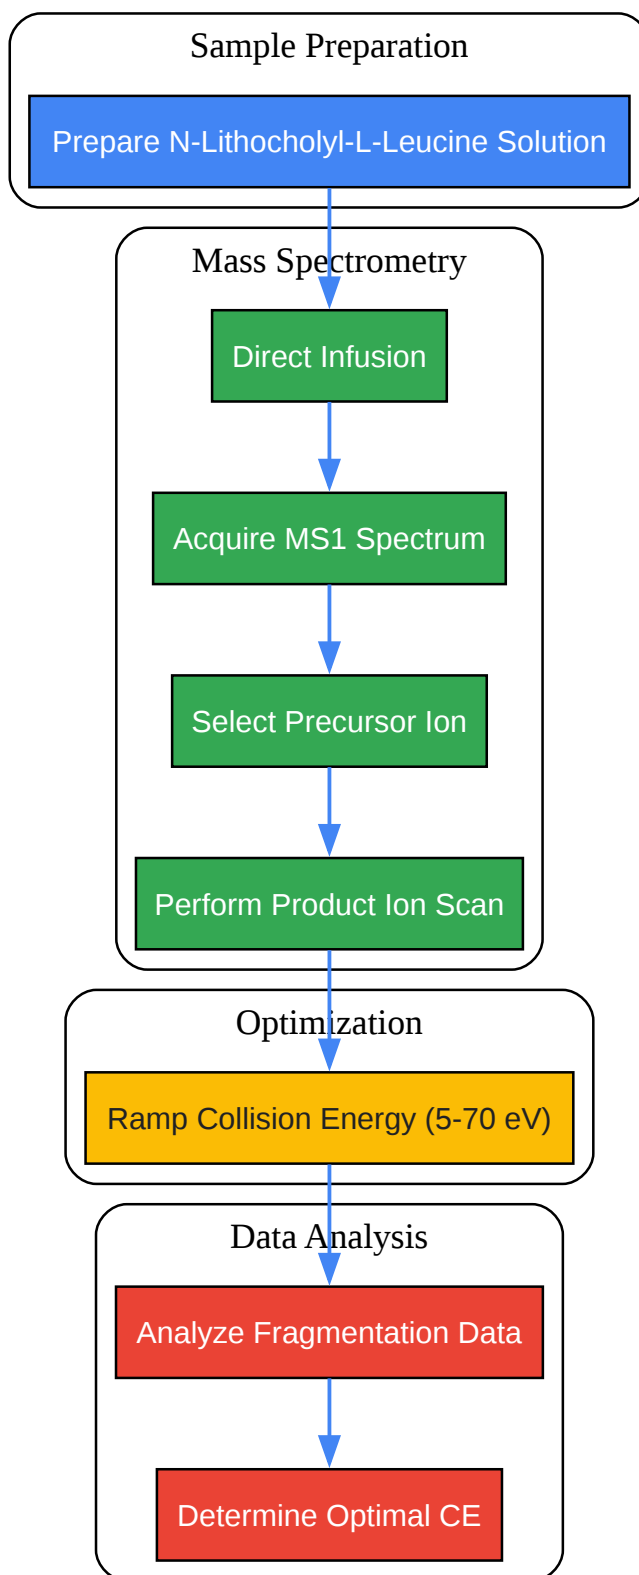 Sample Preparation
Prepare N-Lithocholyl-L-Leucine Solution
Mass Spectrometry
Direct Infusion
Acquire MS1 Spectrum
Select Precursor Ion
Perform Product Ion Scan
Optimization
Ramp Collision Energy (5-70 eV)
Data Analysis
Analyze Fragmentation Data
Determine Optimal CE